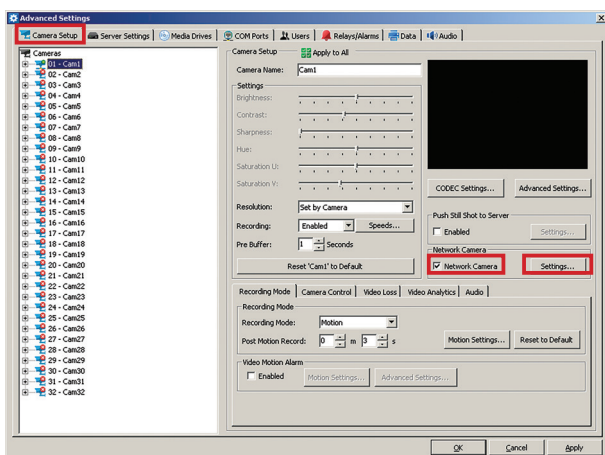 Advanced Settings
Camera Setup Server Settings Media Drives COM Ports Users Relays/Alarms Data Audio
Cameras
01 - Cam1
02 - Cam2
03 - Cam3
04 - Cam4
05 - Cam5
06 - Cam6
07 - Cam7
08 - Cam8
09 - Cam9
10 - Cam10
11 - Cam11
12 - Cam12
13 - Cam13
14 - Cam14
15 - Cam15
16 - Cam16
17 - Cam17
18 - Cam18
19 - Cam19
20 - Cam20
21 - Cam21
22 - Cam22
23 - Cam23
24 - Cam24
25 - Cam25
26 - Cam26
27 - Cam27
28 - Cam28
29 - Cam29
30 - Cam30
31 - Cam31
32 - Cam32
Camera Setup Apply to All
Camera Name: Cam1
Settings
Brightness:
Contrast:
Sharpness:
Hue:
Saturation U:
Saturation V:
Resolution: Set by Camera
Recording: Enabled Speeds...
Pre Buffer: 1 Seconds
Reset 'Cam1' to Default
CODEC Settings... Advanced Settings...
Push Still Shot to Server
Enabled Settings...
Network Camera
Network Camera Settings...
Recording Mode Camera Control Video Loss Video Analytics Audio
Recording Mode
Recording Mode: Motion
Post Motion Record: 0 m 3 s Motion Settings... Reset to Default
Video Motion Alarm
Enabled Motion Settings... Advanced Settings...
OK Cancel Apply